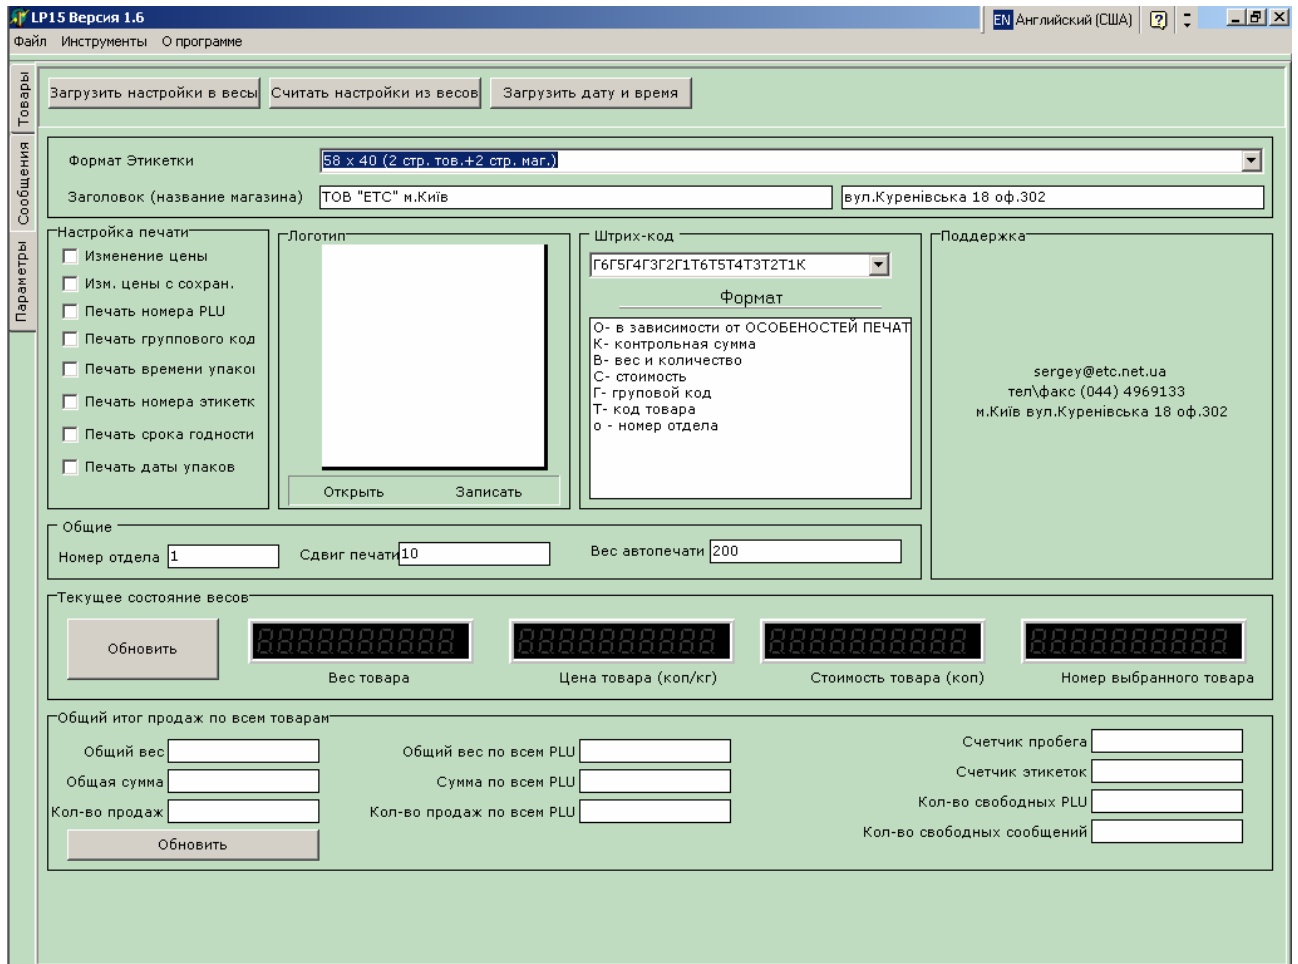 LP15 Версия 1.6
EN Английский (США)
Файл Инструменты О программе
Товары
Сообщения
Параметры
Загрузить настройки в весы Считать настройки из весов Загрузить дату и время
Формат Этикетки 58 x 40 (2 стр. тов.+2 стр. маг.)
Заголовок (название магазина) ТОВ "ЕТС" м.Київ вул.Куренівська 18 оф.302
Настройка печати
Изменение цены
Изм. цены с сохран.
Печать номера PLU
Печать группового код
Печать времени упаков
Печать номера этикетк
Печать срока годности
Печать даты упаков
Логотип
Открыть Записать
Штрих-код
Г6Г5Г4Г3Г2Г1Т6Т5Т4Т3Т2Т1К
Формат
О- в зависимости от ОСОБЕНОСТЕЙ ПЕЧАТ
К- контрольная сумма
В- вес и количество
С- стоимость
Г- груповой код
Т- код товара
о - номер отдела
Поддержка
sergey@etc.net.ua
тел\факс (044) 4969133
м.Київ вул.Куренівська 18 оф.302
Общие
Номер отдела 1 Сдвиг печати 10 Вес автопечати 200
Текущее состояние весов
Обновить
Вес товара Цена товара (коп/кг) Стоимость товара (коп) Номер выбранного товара
Общий итог продаж по всем товарам
Общий вес Общий вес по всем PLU Счетчик пробега
Общая сумма Сумма по всем PLU Счетчик этикеток
Кол-во продаж Кол-во продаж по всем PLU Кол-во свободных PLU
Обновить Кол-во свободных сообщений